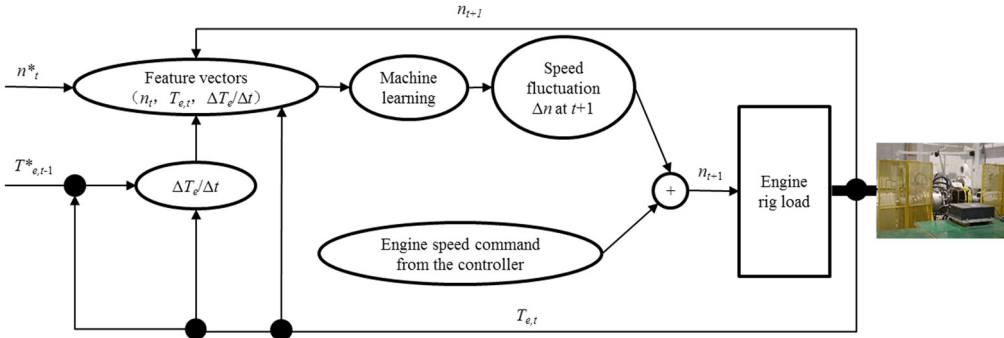 n_{t+1}
n*_t
Feature vectors
(n_t, T_{e,t}, ΔT_e/Δt)
Machine
learning
Speed
fluctuation
Δn at t+1
T*_{e,t-1}
ΔT_e/Δt
+
n_{t+1}
Engine
rig load
Engine speed command
from the controller
T_{e,t}